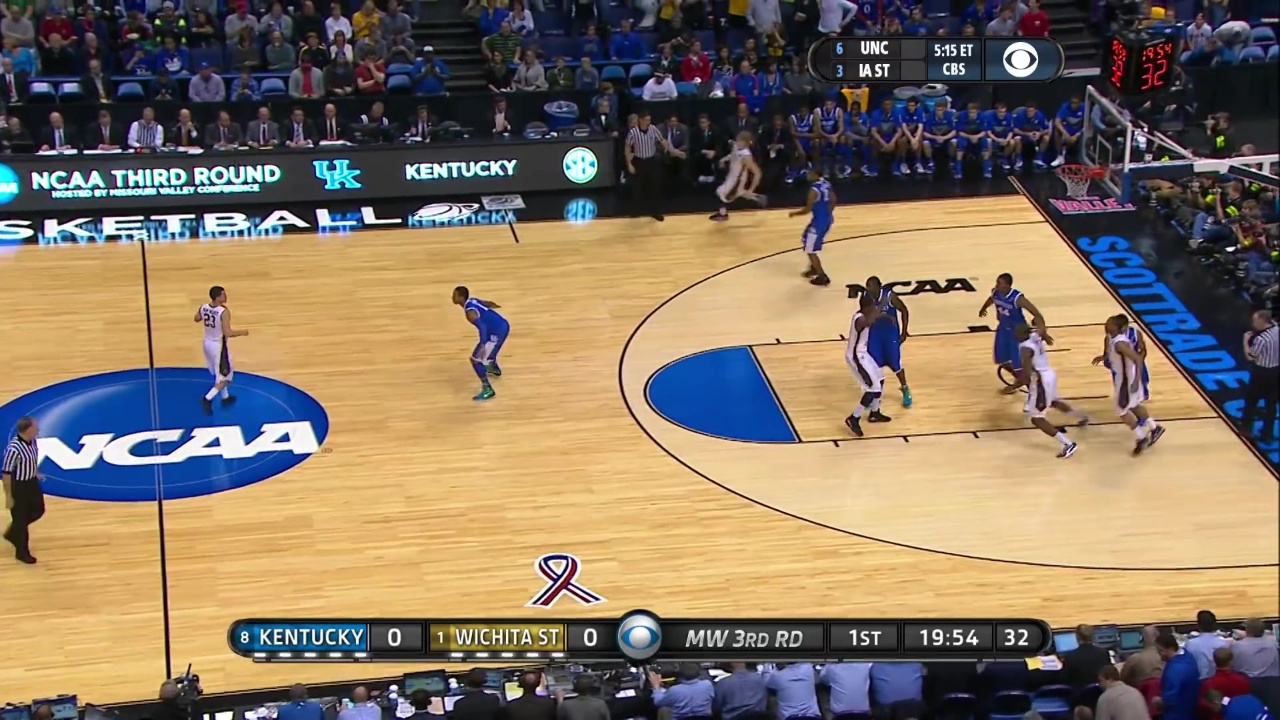 6 UNC 5:15 ET
3 IA ST CBS
19 54
32
NCAA THIRD ROUND UK KENTUCKY SEC
HOSTED BY MISSOURI VALLEY CONFERENCE
SKETBALL
VALLEY
SCOTTRADE
NCAA
23
NCAA
8 KENTUCKY 0 1 WICHITA ST 0 MW 3RD RD 1ST 19:54 32